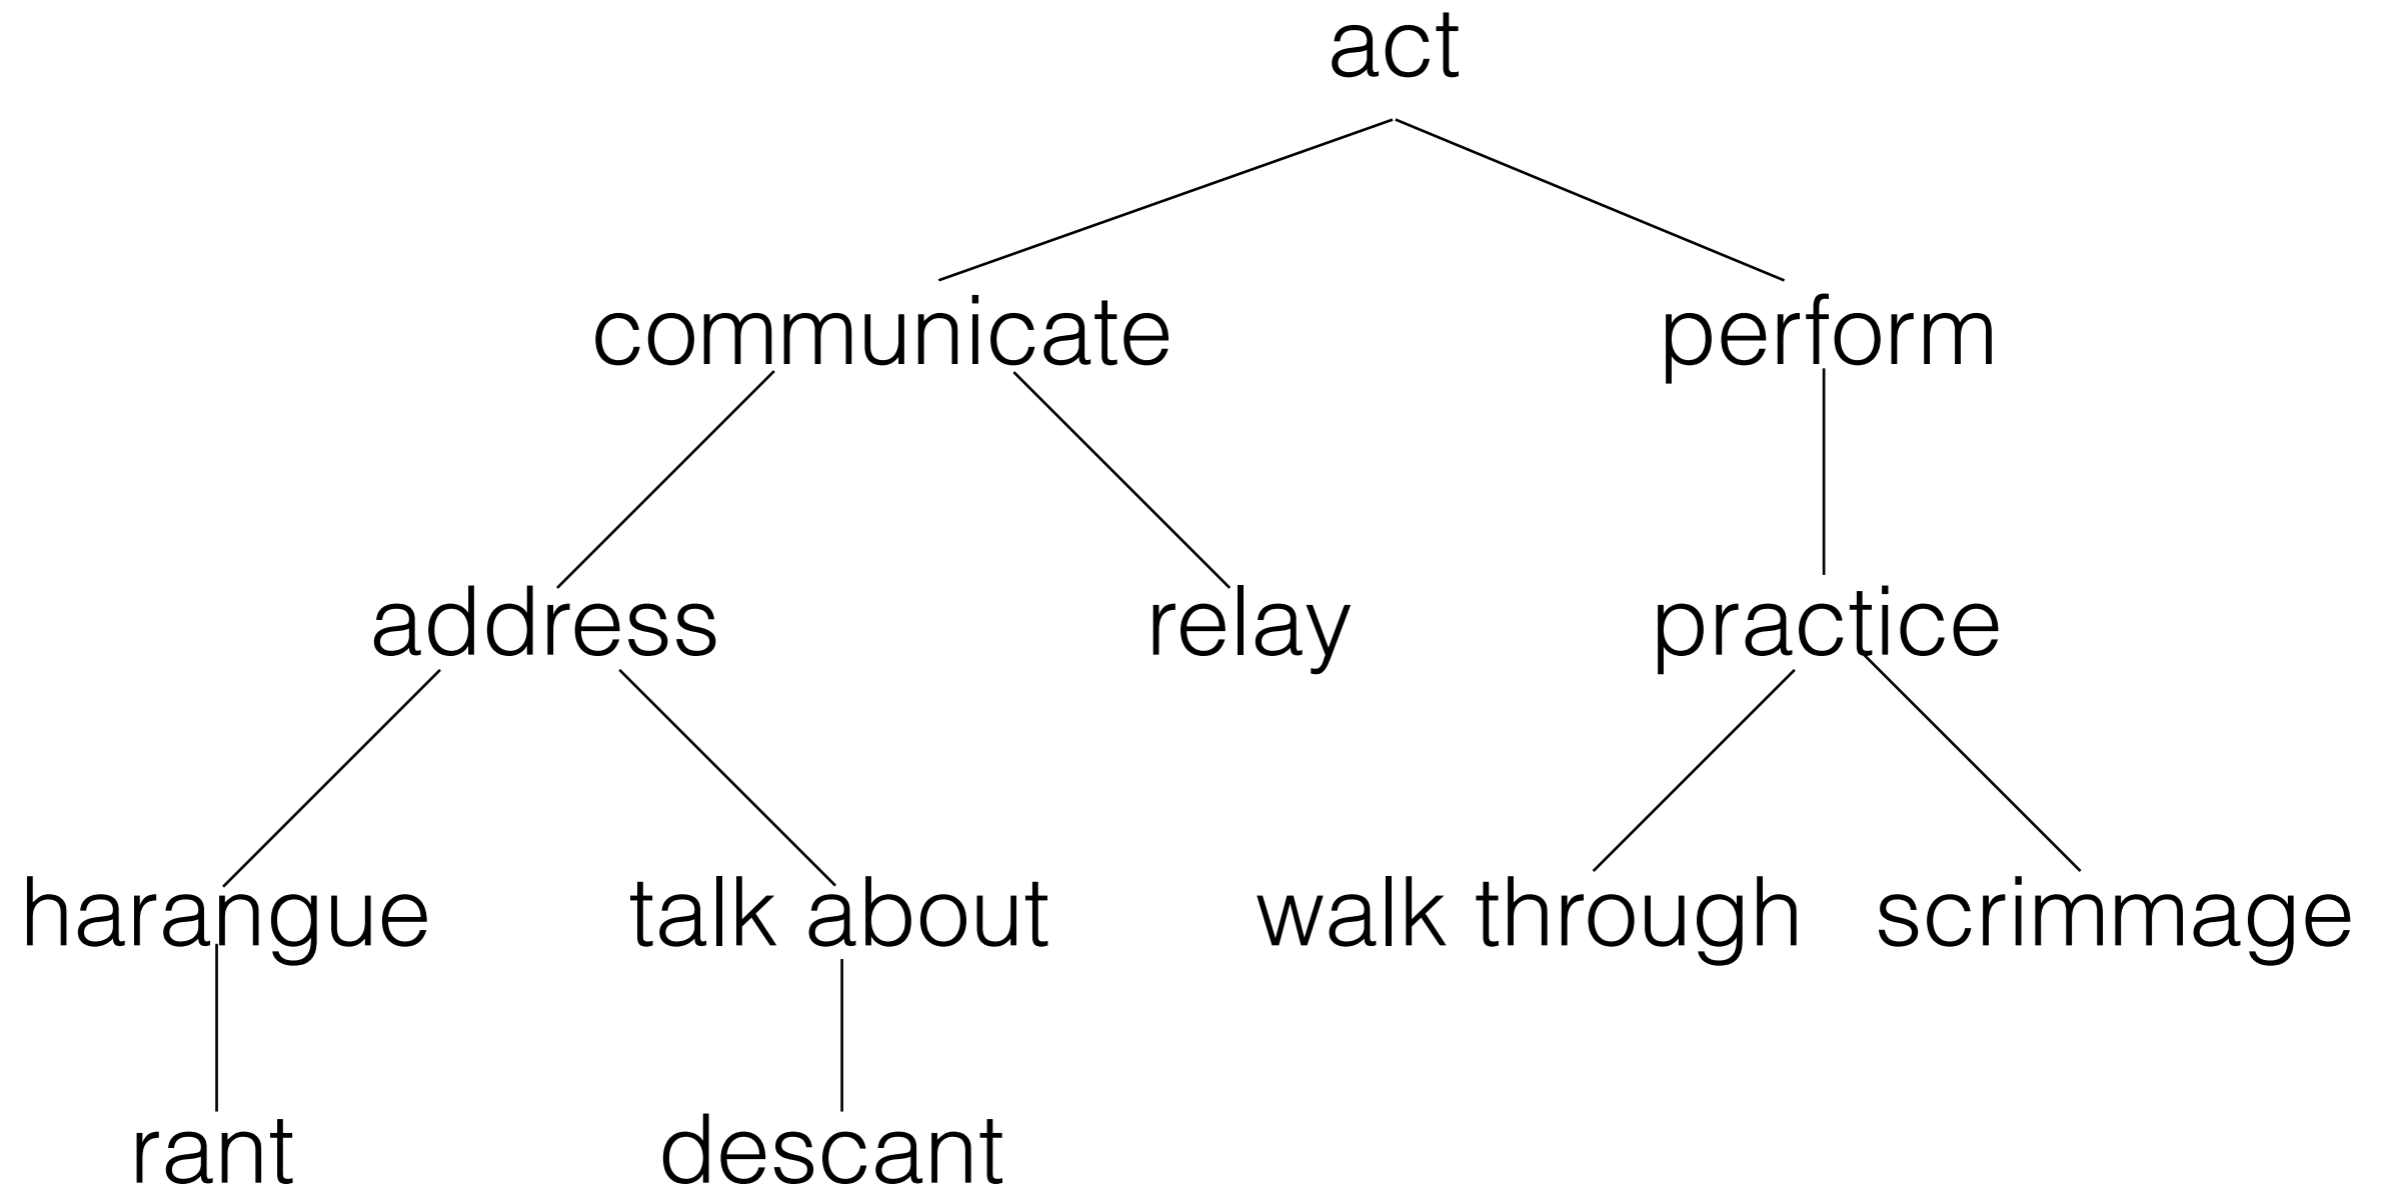 act
communicate perform
address relay practice
harangue talk about walk through scrimmage
rant descant